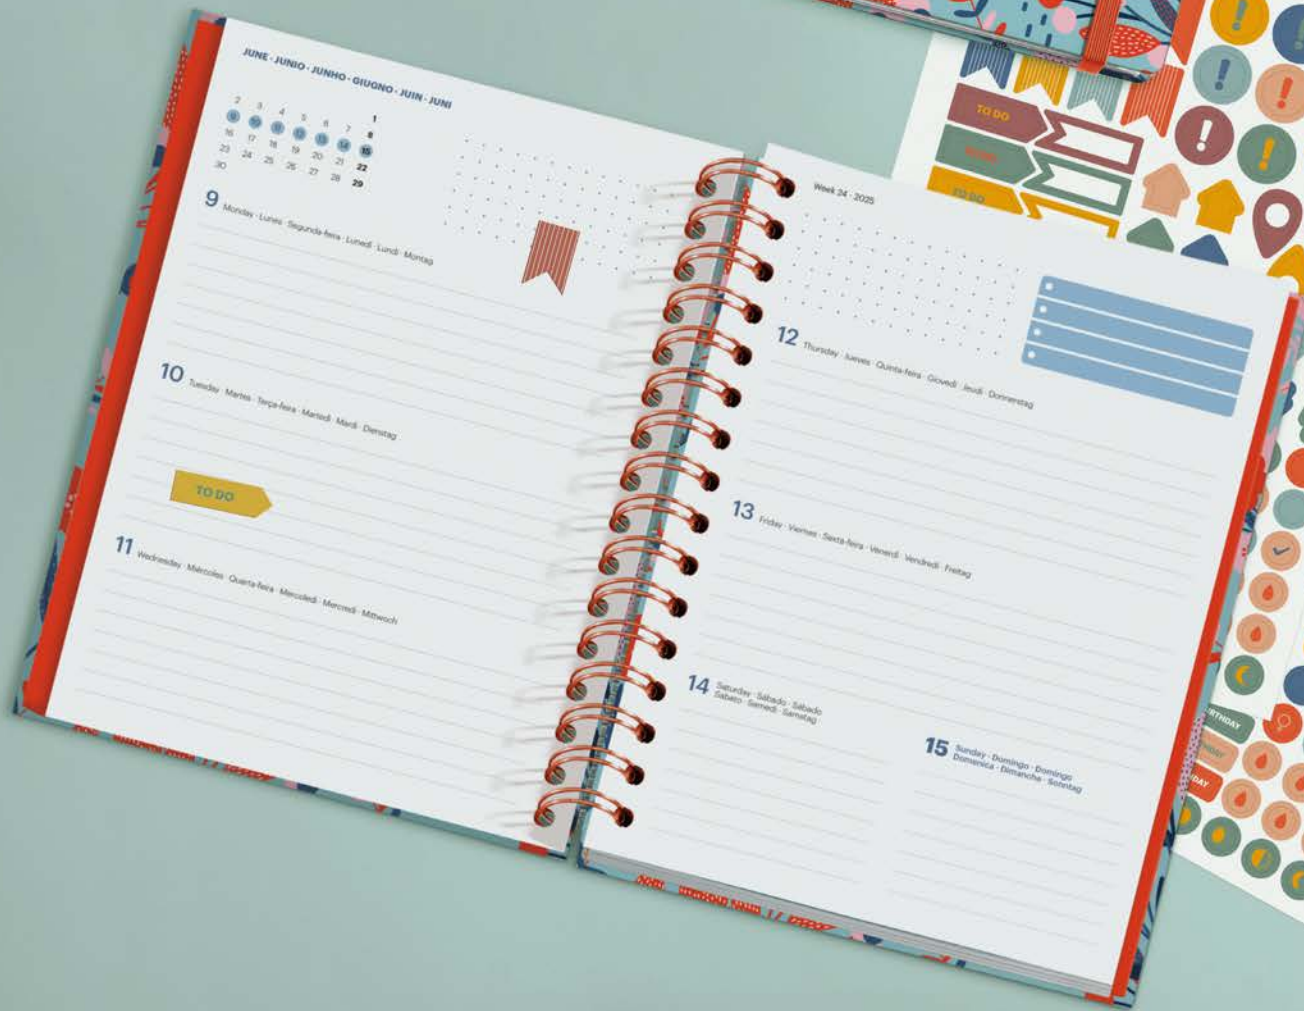 JUNE · JUNIO · JUNHO · GIUGNO · JUIN · JUNI
1
2 3 4 5 6 7 8
9 10 11 12 13 14 15
16 17 18 19 20 21 22
23 24 25 26 27 28 29
30
9 Monday · Lunes · Segunda-feira · Lunedì · Lundi · Montag
10 Tuesday · Martes · Terça-feira · Martedì · Mardi · Dienstag
TO DO
11 Wednesday · Miércoles · Quarta-feira · Mercoledì · Mercredi · Mittwoch
Week 24 · 2025
12 Thursday · Jueves · Quinta-feira · Giovedì · Jeudi · Donnerstag
13 Friday · Viernes · Sexta-feira · Venerdì · Vendredi · Freitag
14 Saturday · Sábado · Sábado
Sabato · Samedi · Samstag
15 Sunday · Domingo · Domingo
Domenica · Dimanche · Sonntag
TO DO
TO DO